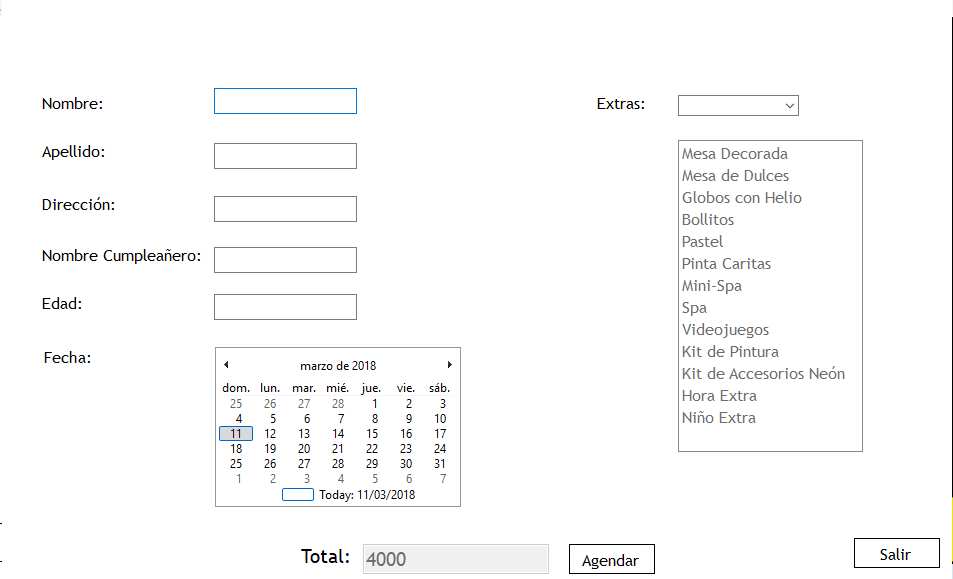 Nombre:
Apellido:
Dirección:
Nombre Cumpleañero:
Edad:
Fecha:
marzo de 2018
dom. lun. mar. mié. jue. vie. sáb.
25 26 27 28 1 2 3
4 5 6 7 8 9 10
11 12 13 14 15 16 17
18 19 20 21 22 23 24
25 26 27 28 29 30 31
1 2 3 4 5 6 7
Today: 11/03/2018
Extras:
Mesa Decorada
Mesa de Dulces
Globos con Helio
Bollitos
Pastel
Pinta Caritas
Mini-Spa
Spa
Videojuegos
Kit de Pintura
Kit de Accesorios Neón
Hora Extra
Niño Extra
Total: 4000
Agendar
Salir